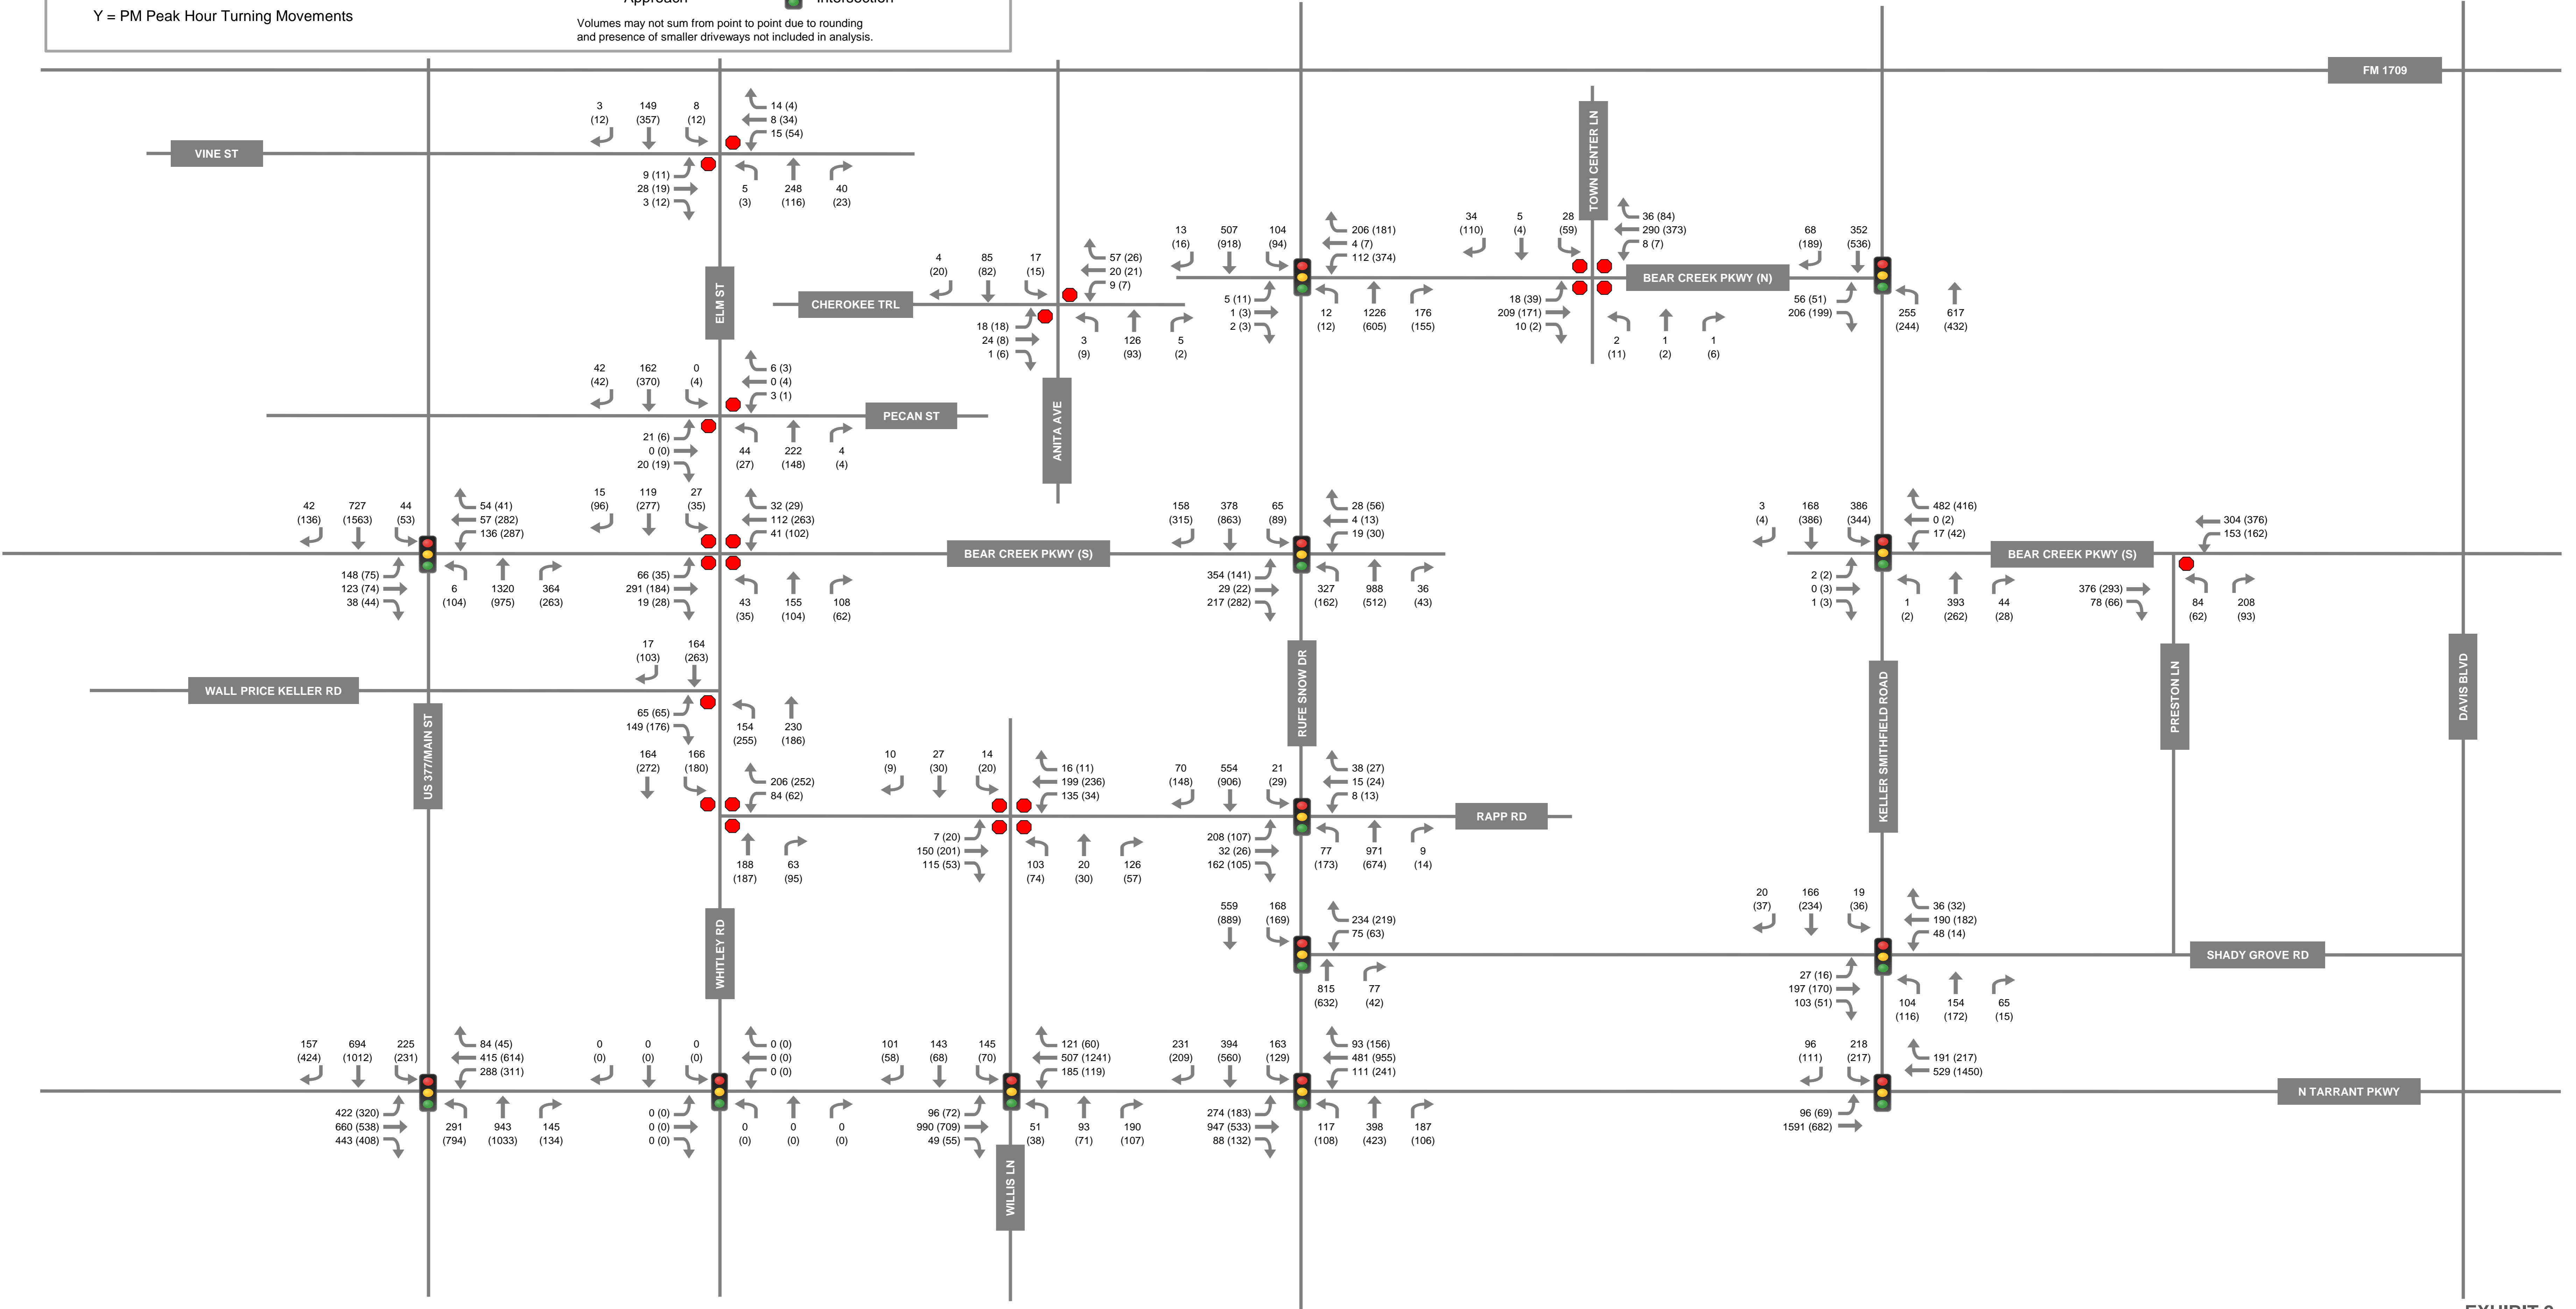 Approach
Intersection
Y = PM Peak Hour Turning Movements
Volumes may not sum from point to point due to rounding
and presence of smaller driveways not included in analysis.
FM 1709
VINE ST
3 149 8
(12) (357) (12)
14 (4)
8 (34)
15 (54)
9 (11)
28 (19)
3 (12)
5 248 40
(3) (116) (23)
ELM ST
CHEROKEE TRL
4 85 17
(20) (82) (15)
57 (26)
20 (21)
9 (7)
18 (18)
24 (8)
1 (6)
3 126 5
(9) (93) (2)
ANITA AVE
13 507 104
(16) (918) (94)
206 (181)
4 (7)
112 (374)
5 (11)
1 (3)
2 (3)
12 1226 176
(12) (605) (155)
TOWN CENTER LN
34 5 28
(110) (4) (59)
36 (84)
290 (373)
8 (7)
18 (39)
209 (171)
10 (2)
2 1 1
(11) (2) (6)
BEAR CREEK PKWY (N)
68 352
(189) (536)
56 (51)
206 (199)
255 617
(244) (432)
42 162 0
(42) (370) (4)
6 (3)
0 (4)
3 (1)
PECAN ST
21 (6)
0 (0)
20 (19)
44 222 4
(27) (148) (4)
42 727 44
(136) (1563) (53)
54 (41)
57 (282)
136 (287)
148 (75)
123 (74)
38 (44)
6 1320 364
(104) (975) (263)
15 119 27
(96) (277) (35)
32 (29)
112 (263)
41 (102)
66 (35)
291 (184)
19 (28)
43 155 108
(35) (104) (62)
BEAR CREEK PKWY (S)
158 378 65
(315) (863) (89)
28 (56)
4 (13)
19 (30)
354 (141)
29 (22)
217 (282)
327 988 36
(162) (512) (43)
3 168 386
(4) (386) (344)
482 (416)
0 (2)
17 (42)
2 (2)
0 (3)
1 (3)
1 393 44
(2) (262) (28)
BEAR CREEK PKWY (S)
304 (376)
153 (162)
376 (293)
78 (66)
84 208
(62) (93)
WALL PRICE KELLER RD
17 164
(103) (263)
65 (65)
149 (176)
154 230
(255) (186)
US 377/MAIN ST
RUFE SNOW DR
KELLER SMITHFIELD ROAD
PRESTON LN
DAVIS BLVD
164 166
(272) (180)
206 (252)
84 (62)
188 63
(187) (95)
10 27 14
(9) (30) (20)
16 (11)
199 (236)
135 (34)
7 (20)
150 (201)
115 (53)
103 20 126
(74) (30) (57)
70 554 21
(148) (906) (29)
38 (27)
15 (24)
8 (13)
208 (107)
32 (26)
162 (105)
77 971 9
(173) (674) (14)
RAPP RD
WHITLEY RD
559 168
(889) (169)
234 (219)
75 (63)
815 77
(632) (42)
20 166 19
(37) (234) (36)
36 (32)
190 (182)
48 (14)
27 (16)
197 (170)
103 (51)
104 154 65
(116) (172) (15)
SHADY GROVE RD
157 694 225
(424) (1012) (231)
84 (45)
415 (614)
288 (311)
422 (320)
660 (538)
443 (408)
291 943 145
(794) (1033) (134)
0 0 0
(0) (0) (0)
0 (0)
0 (0)
0 (0)
0 (0)
0 (0)
0 (0)
0 0 0
(0) (0) (0)
101 143 145
(58) (68) (70)
121 (60)
507 (1241)
185 (119)
96 (72)
990 (709)
49 (55)
51 93 190
(38) (71) (107)
WILLIS LN
231 394 163
(209) (560) (129)
93 (156)
481 (955)
111 (241)
274 (183)
947 (533)
88 (132)
117 398 187
(108) (423) (106)
96 218
(111) (217)
191 (217)
529 (1450)
96 (69)
1591 (682)
N TARRANT PKWY